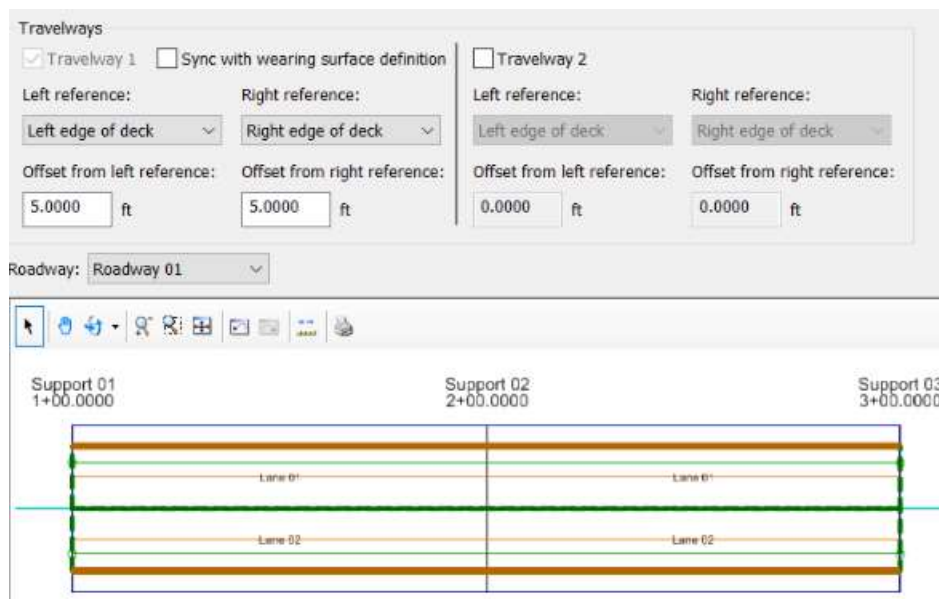 Travelways
Travelway 1 Sync with wearing surface definition Travelway 2
Left reference: Right reference: Left reference: Right reference:
Left edge of deck Right edge of deck Left edge of deck Right edge of deck
Offset from left reference: Offset from right reference: Offset from left reference: Offset from right reference:
5.0000 ft 5.0000 ft 0.0000 ft 0.0000 ft
Roadway: Roadway 01
Support 01 Support 02 Support 03
1+00.0000 2+00.0000 3+00.0000
Lane 01 Lane 01
Lane 02 Lane 02